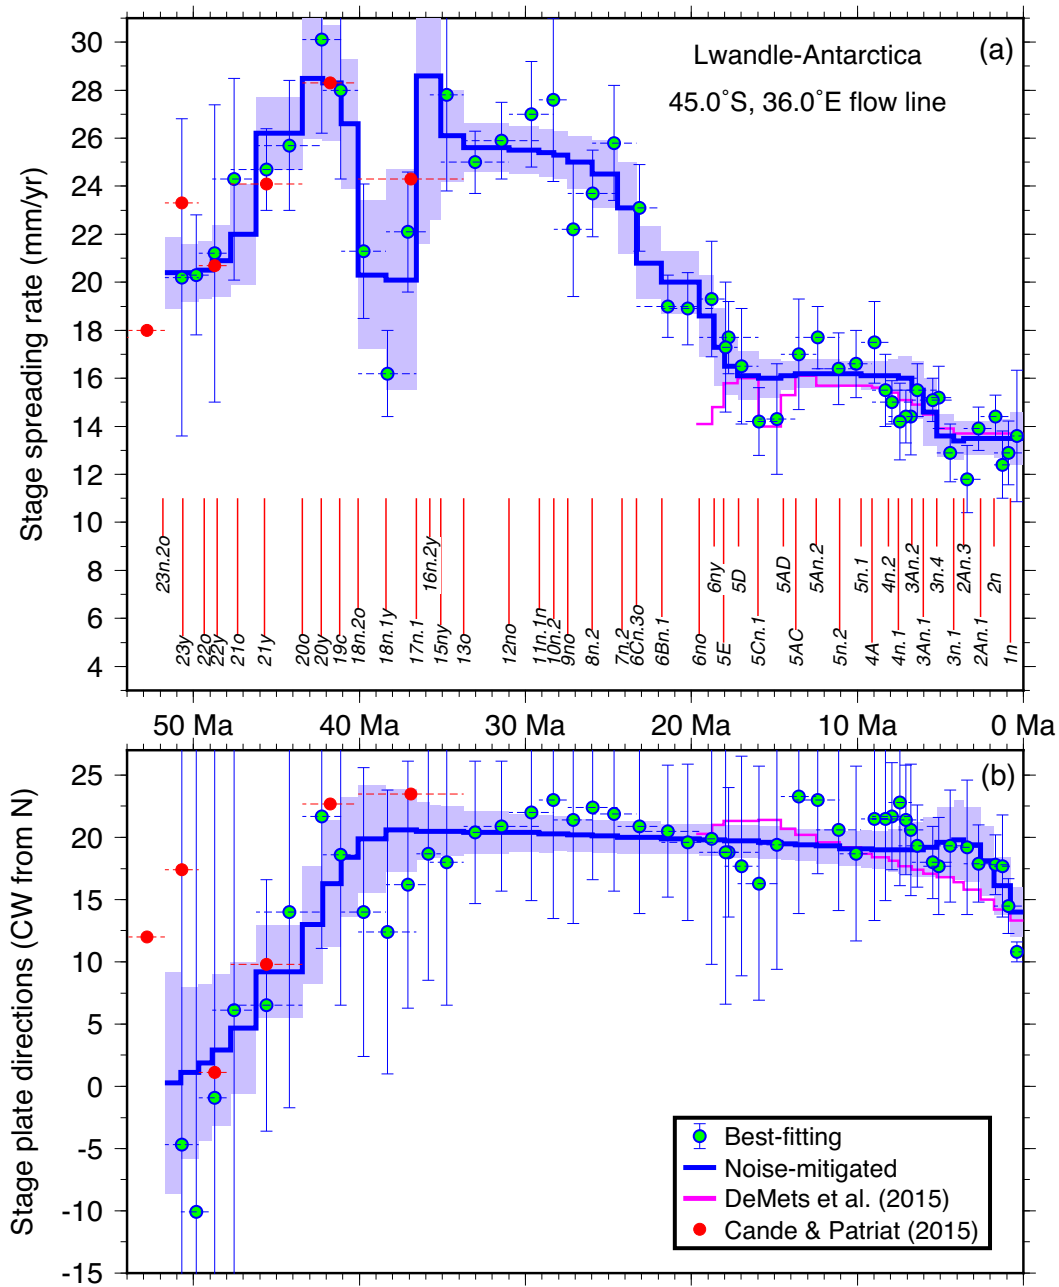 (a)
Lwandle-Antarctica
45.0˚S, 36.0˚E flow line
Stage spreading rate (mm/yr)
30
28
26
24
22
20
18
16
14
12
10
8
6
4
23n.2o
23y
22o
22y
21o
21y
20o
20y
19c
18n.2o
18n.1y
17n.1
16n.2y
15ny
13o
12no
11n.1n
10n.2
9no
8n.2
7n.2
6Cn.3o
6Bn.1
6no
6ny
5E
5D
5Cn.1
5AD
5AC
5An.2
5n.2
5n.1
4A
4n.2
4n.1
3An.2
3An.1
3n.4
3n.1
2An.3
2An.1
2n
1n
50 Ma
40 Ma
30 Ma
20 Ma
10 Ma
0 Ma
(b)
Stage plate directions (CW from N)
25
20
15
10
5
0
-5
-10
-15
Best-fitting
Noise-mitigated
DeMets et al. (2015)
Cande & Patriat (2015)